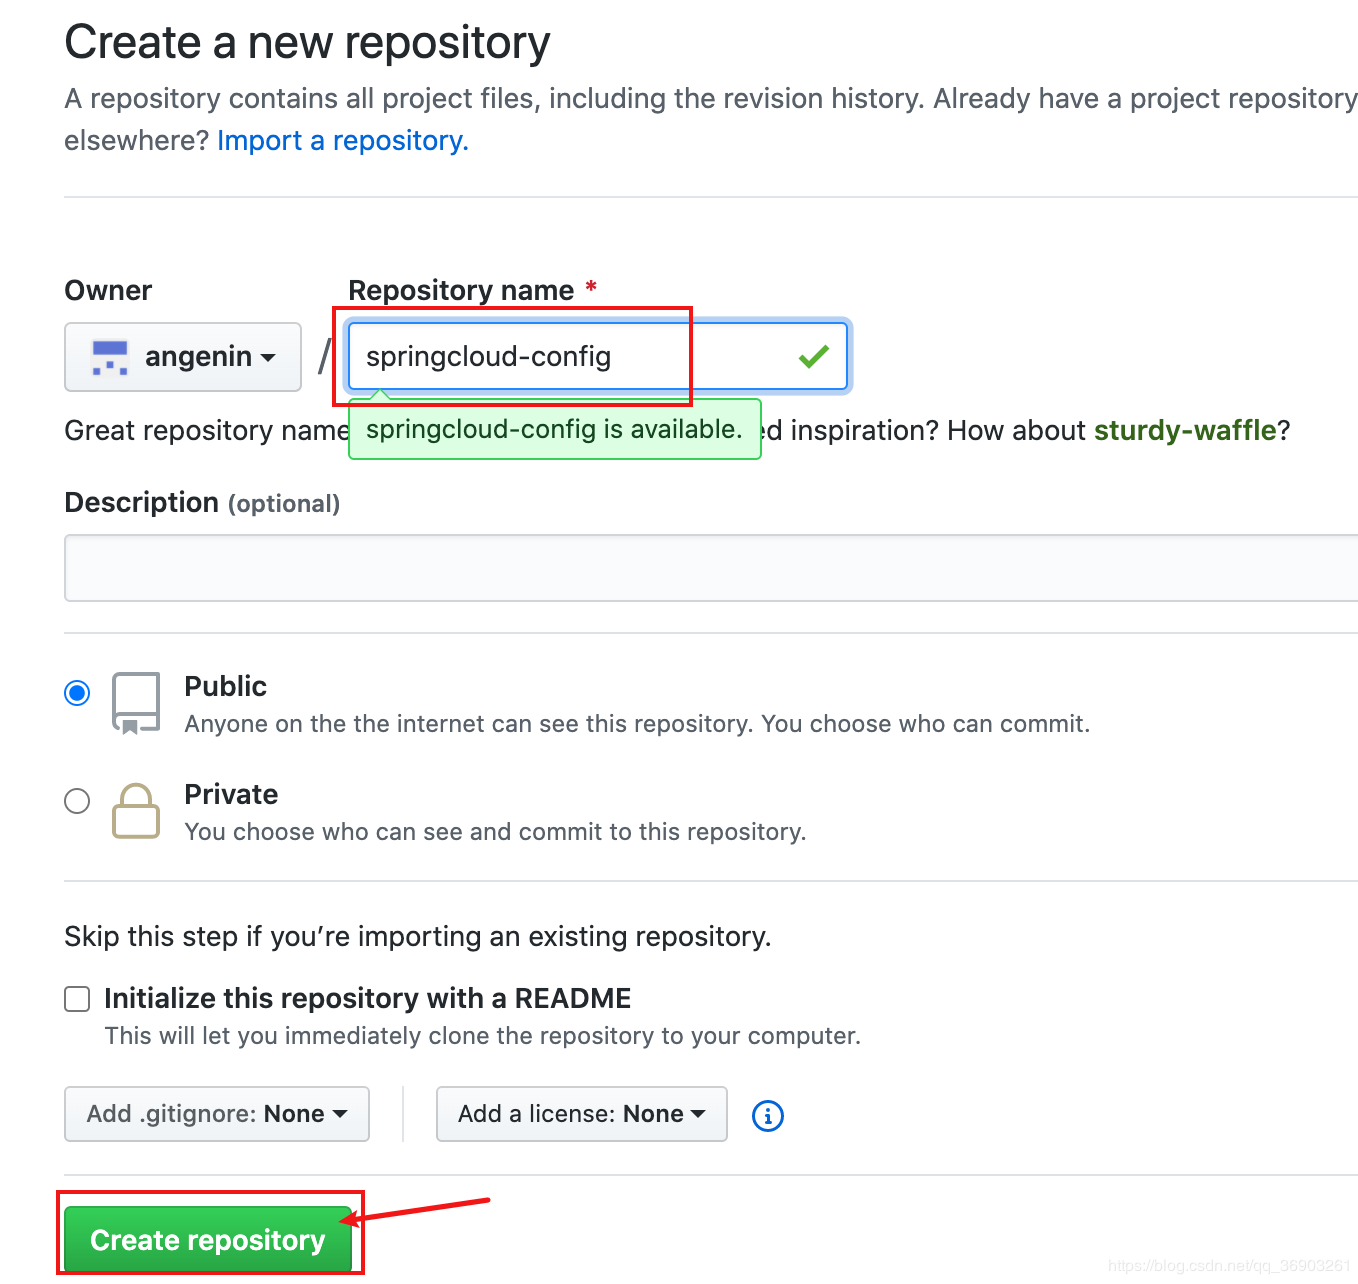 Create a new repository
A repository contains all project files, including the revision history. Already have a project repository
elsewhere? Import a repository.
Owner
Repository name *
angenin
/
springcloud-config
springcloud-config is available.
Great repository name
ed inspiration? How about sturdy-waffle?
Description (optional)
Public
Anyone on the the internet can see this repository. You choose who can commit.
Private
You choose who can see and commit to this repository.
Skip this step if you’re importing an existing repository.
Initialize this repository with a README
This will let you immediately clone the repository to your computer.
Add .gitignore: None
Add a license: None
Create repository
https://blog.csdn.net/qq_36903261